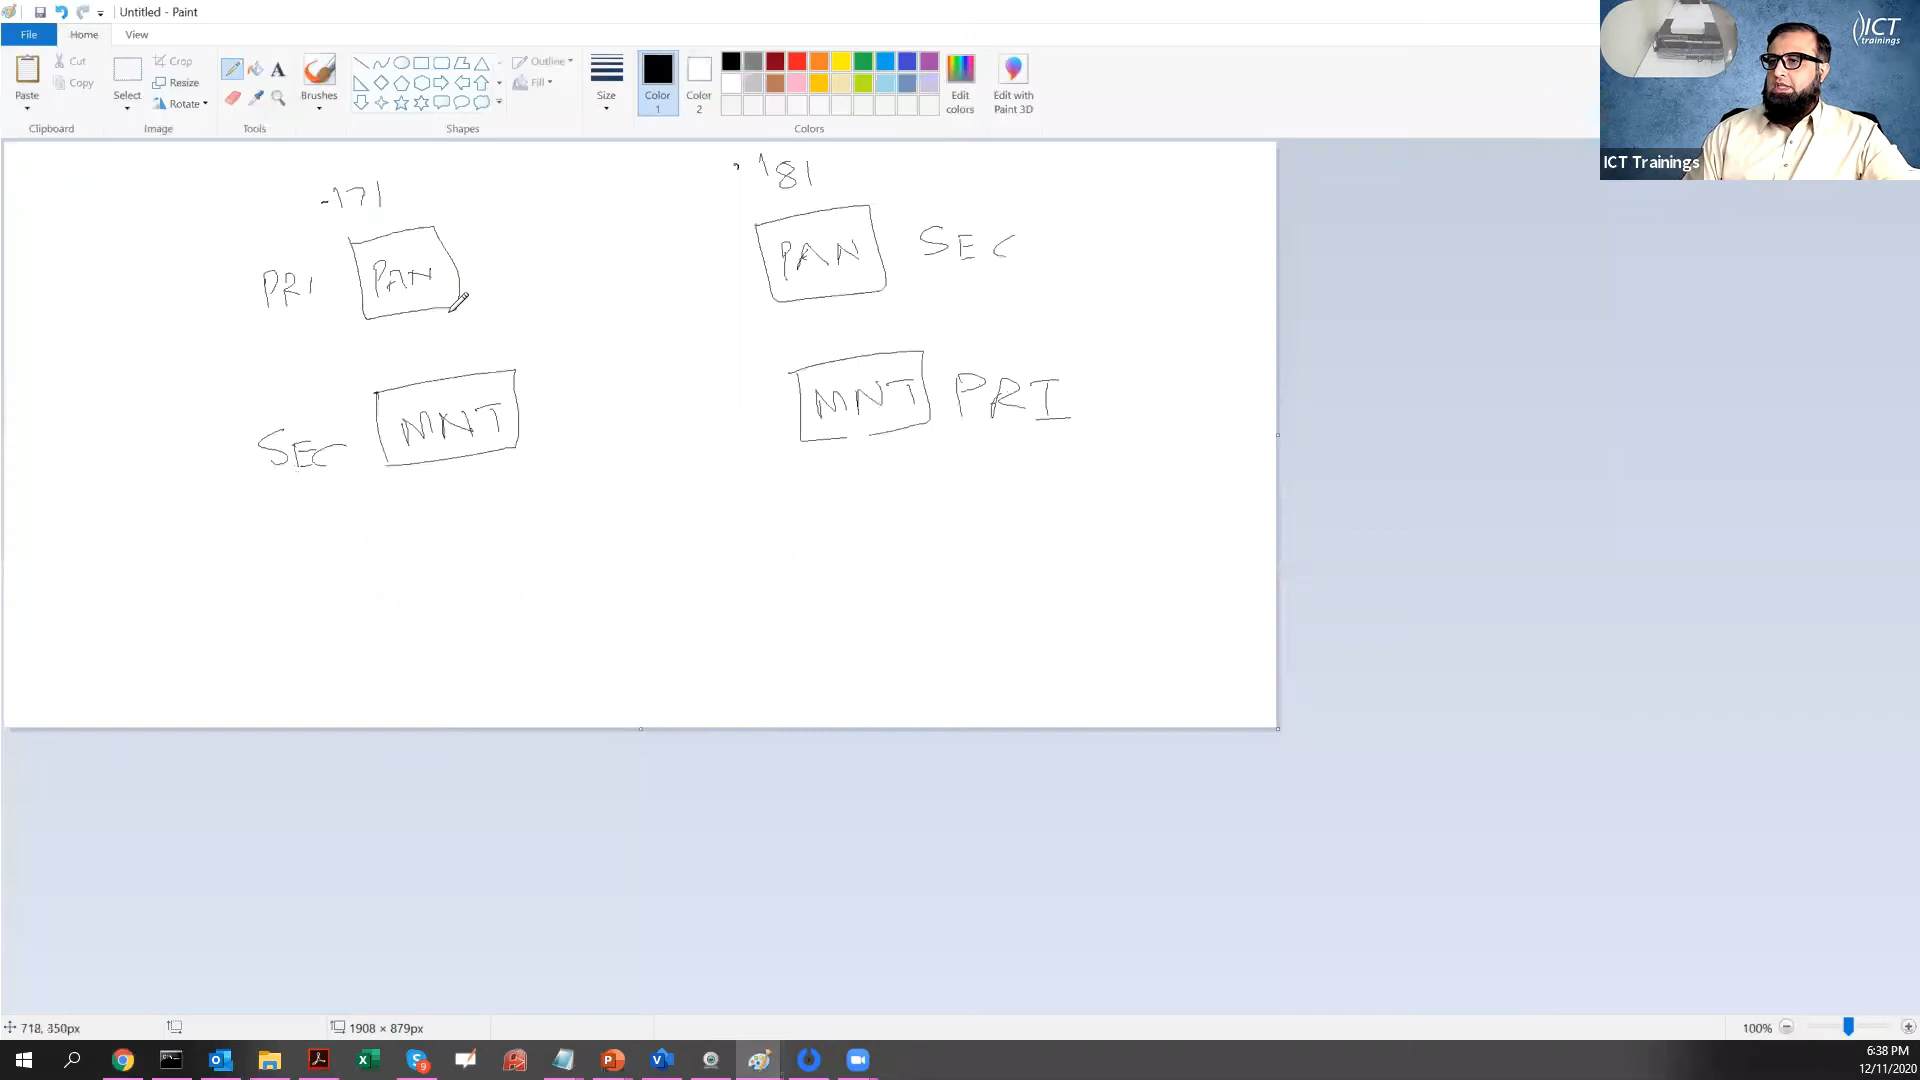 Untitled - Paint
File Home View
Paste
Cut
Copy
Clipboard
Select
Crop
Resize
Rotate
Image
Tools
Brushes
Shapes
Outline
Fill
Size
Color 1
Color 2
Colors
Edit colors
Edit with Paint 3D
ICT trainings
ICT Trainings
.171
.181
PRI PAN
PAN SEC
SEC MNT
MNT PRI
718, 350px
1908 × 879px
100%
6:38 PM
12/11/2020